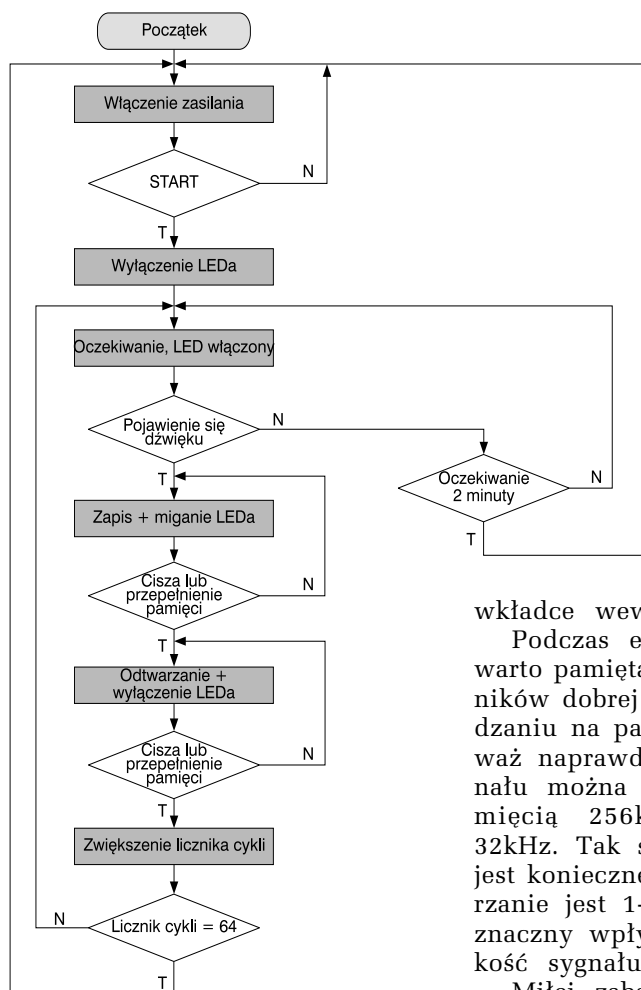 Początek
Włączenie zasilania
START
N
T
Wyłączenie LEDa
Oczekiwanie, LED włączony
Pojawienie się
dźwięku
N
T
Oczekiwanie
2 minuty
N
T
Zapis + miganie LEDa
Cisza lub
przepełnienie
pamięci
N
T
Odtwarzanie +
wyłączenie LEDa
Cisza lub
przepełnienie
pamięci
N
T
Zwiększenie licznika cykli
Licznik cykli = 64
N
T
wkładce wew
Podczas e
warto pamięta
ników dobrej
dzaniu na pa
waż naprawd
nału można
mięcią 256k
32kHz. Tak s
jest konieczne
rzanie jest 1-
znaczny wpły
kość sygnału